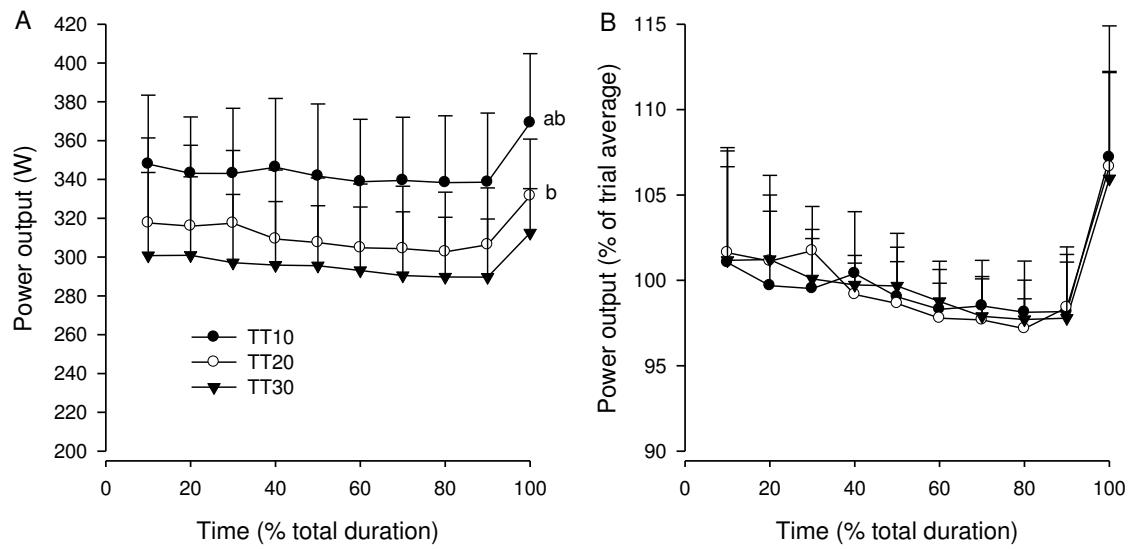 A
420
400
380
360
340
320
300
280
260
240
220
200
Power output (W)
ab
b
TT10
TT20
TT30
0 20 40 60 80 100
Time (% total duration)
B
115
110
105
100
95
90
Power output (% of trial average)
0 20 40 60 80 100
Time (% total duration)